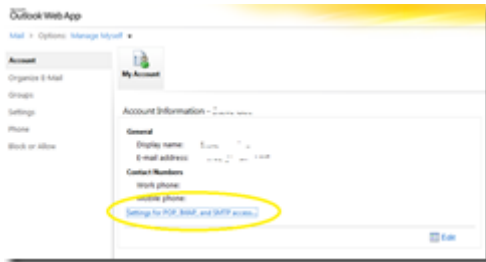 Outlook Web App
Mail > Options: Manage Myself
Account
My Account
Organize E-Mail
Groups
Account Information -
Settings
General
Phone
Display name:
Block or Allow
E-mail address:
Contact Numbers
Work phone:
Mobile phone:
Settings for POP, IMAP, and SMTP access...
Edit